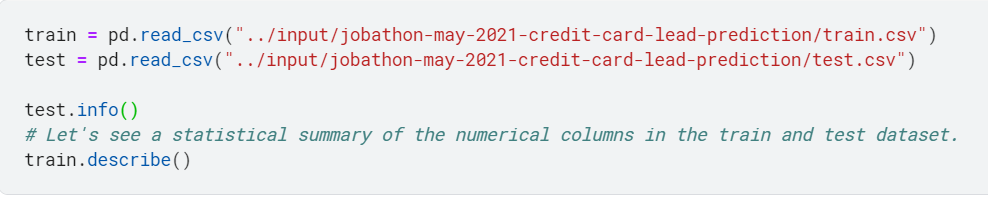 train = pd.read_csv("../input/jobathon-may-2021-credit-card-lead-prediction/train.csv")
test = pd.read_csv("../input/jobathon-may-2021-credit-card-lead-prediction/test.csv")
test.info()
# Let's see a statistical summary of the numerical columns in the train and test dataset.
train.describe()